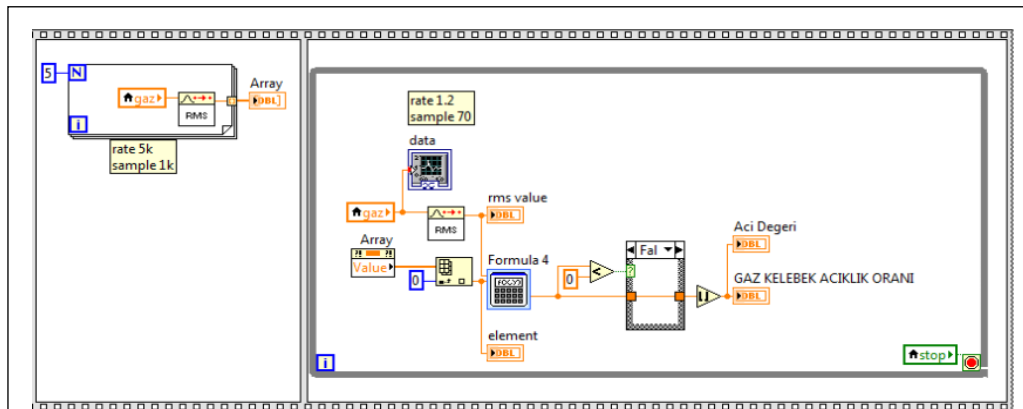 5
N
gaz
RMS
Array
DBL
i
rate 5k
sample 1k
rate 1.2
sample 70
data
gaz
RMS
rms value
DBL
Array
?! ?!
Value
0
Formula 4
element
DBL
0
<
Fal
?
Aci Degeri
DBL
GAZ KELEBEK ACIKLIK ORANI
DBL
i
stop